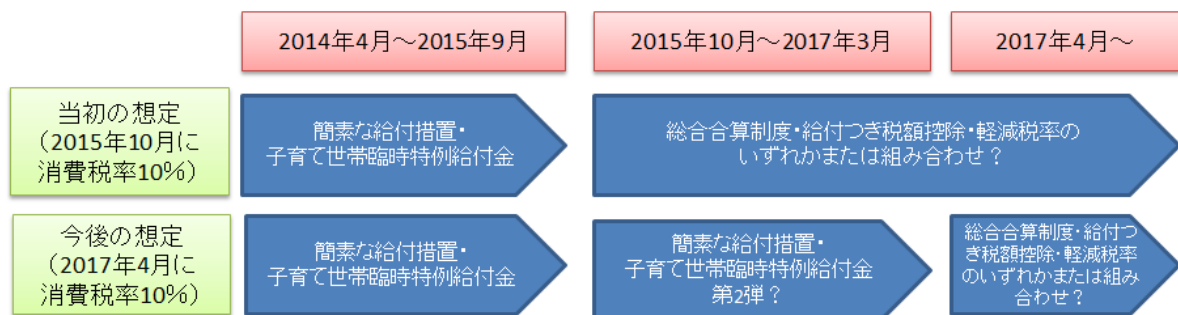 2014年4月～2015年9月
2015年10月～2017年3月
2017年4月～
当初の想定
（2015年10月に
消費税率10%）
簡素な給付措置・
子育て世帯臨時特例給付金
総合合算制度・給付つき税額控除・軽減税率の
いずれかまたは組み合わせ？
今後の想定
（2017年4月に
消費税率10%）
簡素な給付措置・
子育て世帯臨時特例給付金
簡素な給付措置・
子育て世帯臨時特例給付金
第2弾？
総合合算制度・給付つ
き税額控除・軽減税率
のいずれかまたは組み
合わせ？